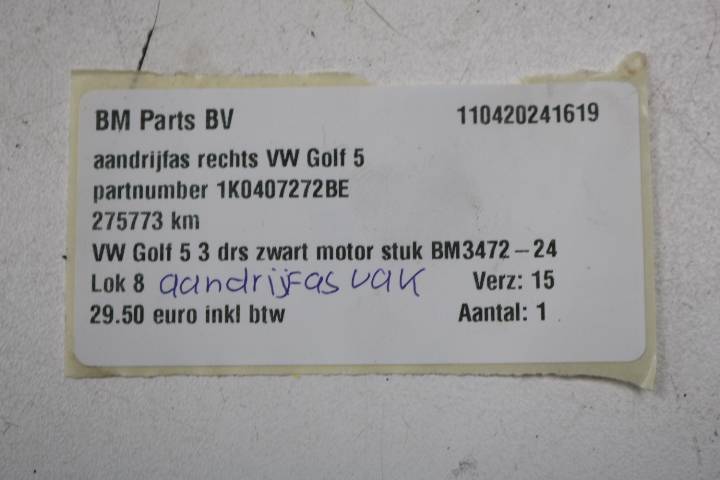 BM Parts BV 110420241619
aandrijfas rechts VW Golf 5
partnumber 1K0407272BE
275773 km
VW Golf 5 3 drs zwart motor stuk BM3472-24
Lok 8 aandrijfas vak Verz: 15
29.50 euro inkl btw Aantal: 1